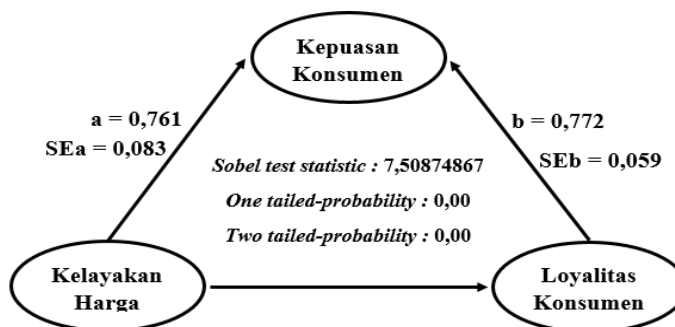 Kepuasan
Konsumen
a = 0,761
SEa = 0,083
b = 0,772
SEb = 0,059
Sobel test statistic : 7,50874867
One tailed-probability : 0,00
Two tailed-probability : 0,00
Kelayakan
Harga
Loyalitas
Konsumen